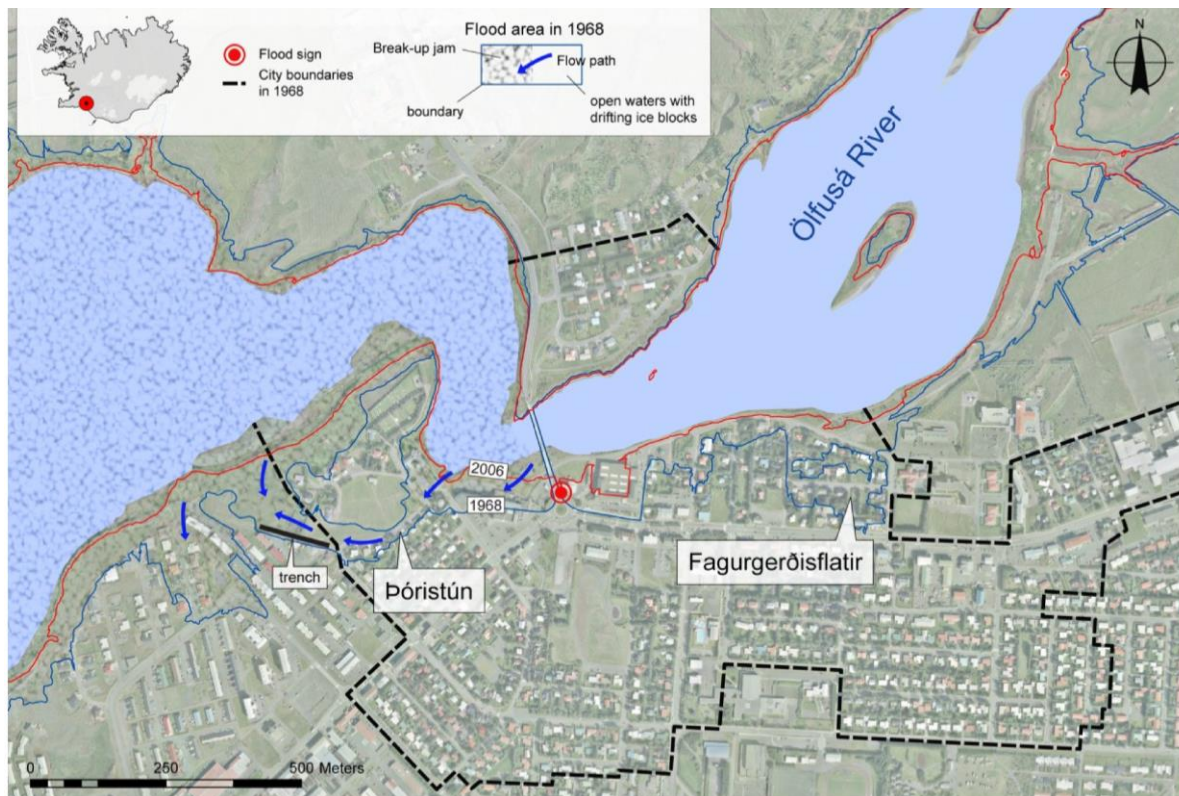 Flood sign
City boundaries
in 1968
Flood area in 1968
Break-up jam
Flow path
boundary
open waters with
drifting ice blocks
N
Ölfusá River
2006
1968
trench
Þóristún
Fagurgerðisflatir
0 250 500 Meters